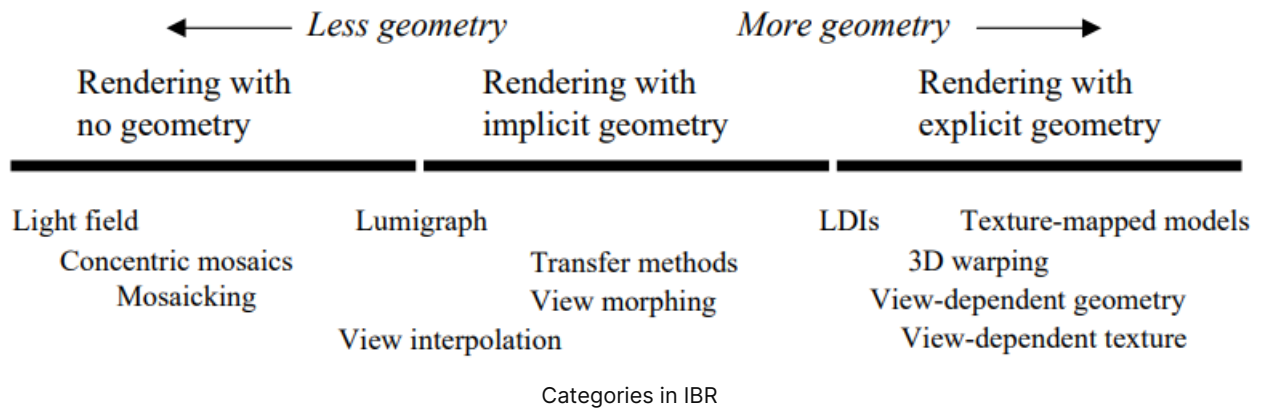 Less geometry More geometry
Rendering with Rendering with Rendering with
no geometry implicit geometry explicit geometry
Light field Lumigraph LDIs Texture-mapped models
Concentric mosaics Transfer methods 3D warping
Mosaicking View morphing View-dependent geometry
View interpolation View-dependent texture
Categories in IBR